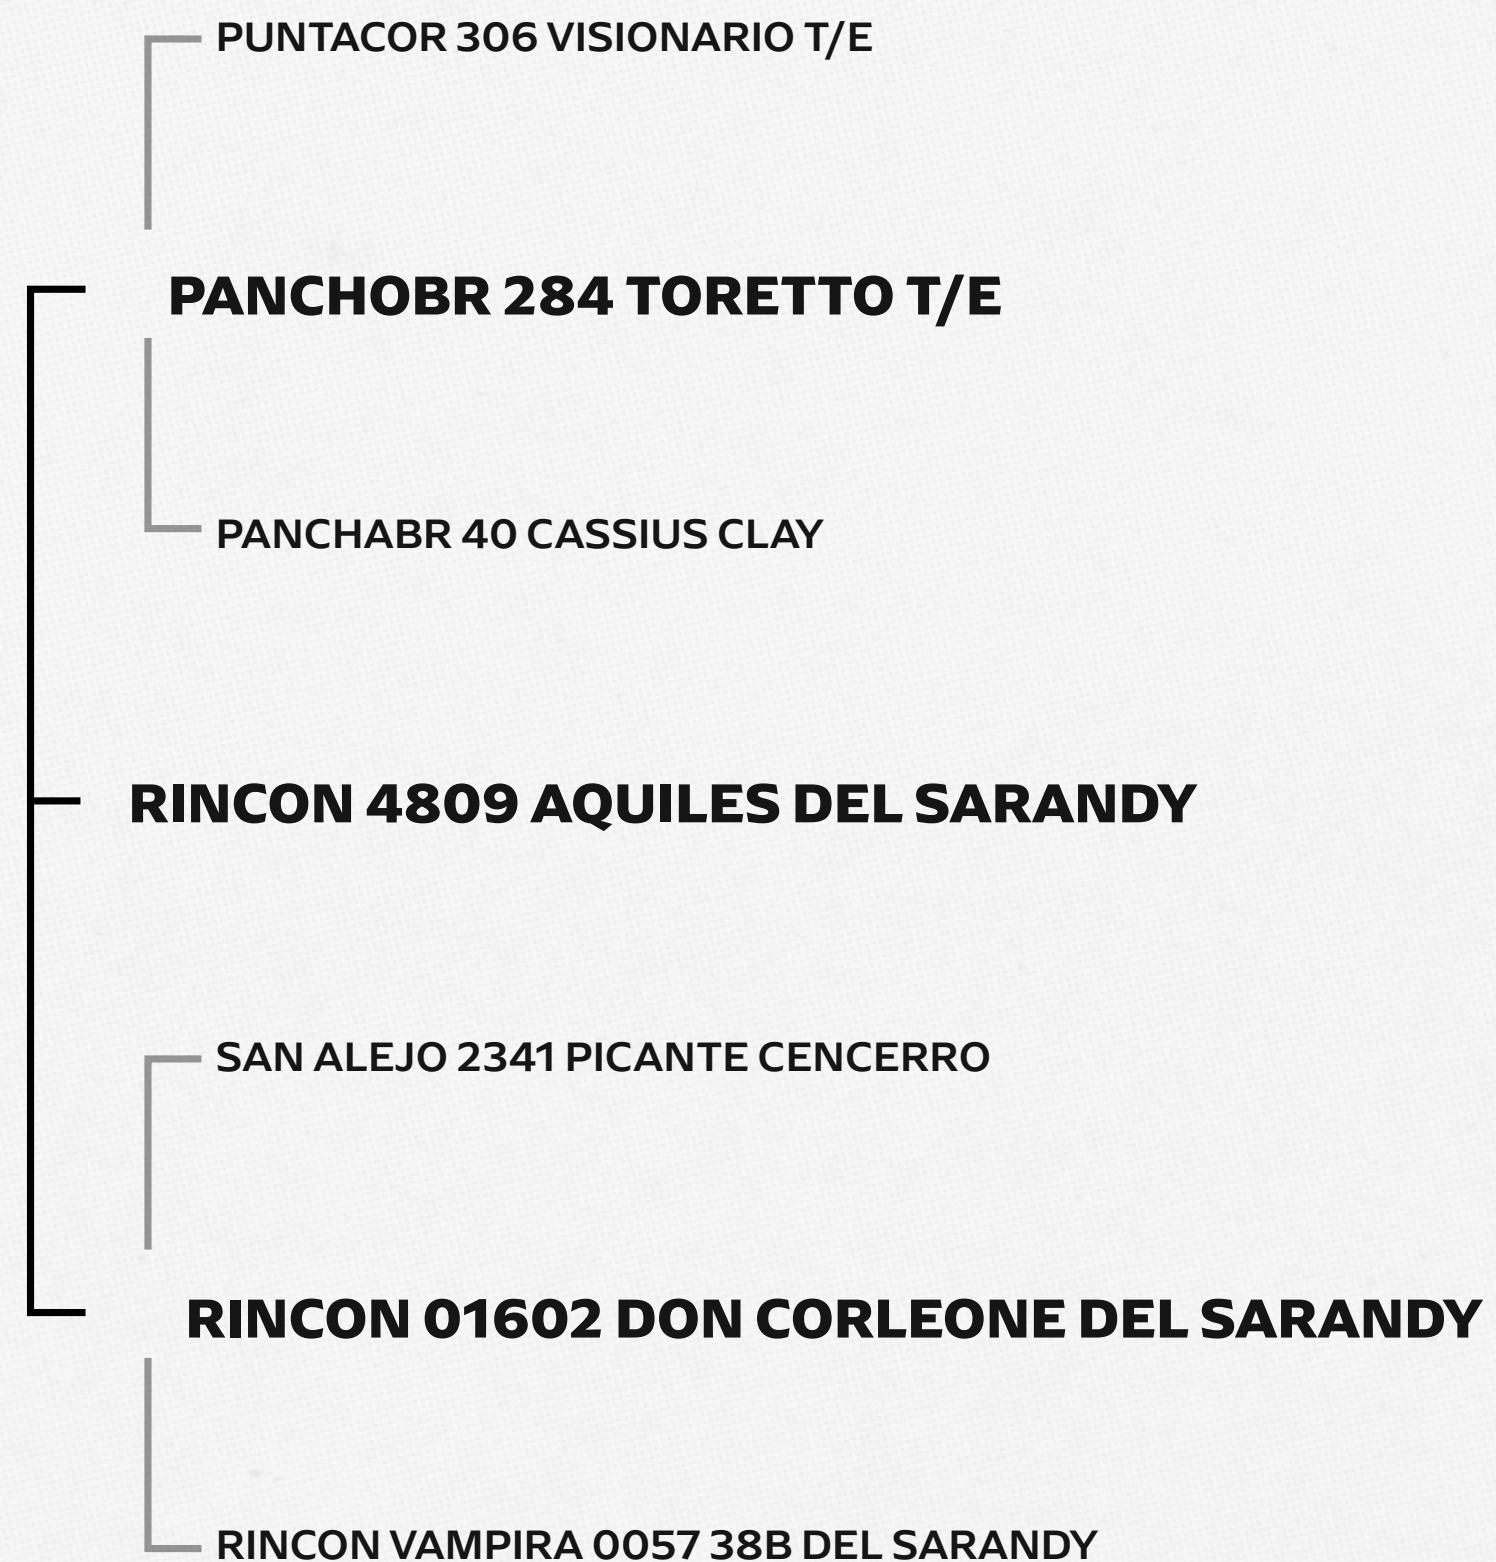 PUNTACOR 306 VISIONARIO T/E
PANCHOBR 284 TORETTO T/E
PANCHABR 40 CASSIUS CLAY
RINCON 4809 AQUILES DEL SARANDY
SAN ALEJO 2341 PICANTE CENCERRO
RINCON 01602 DON CORLEONE DEL SARANDY
RINCON VAMPIRA 0057 38B DEL SARANDY